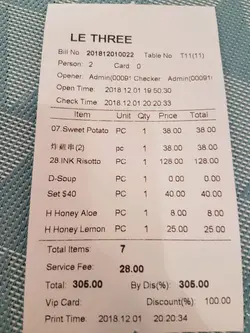 LE THREE
Bill No 201812010022 Table No T11(11)
Person: 2 Card 0
Opener: Admin(00091 Checker Admin(00091
Open Time: 2018.12.01 19:50:30
Check Time 2018.12.01 20:20:33
Item Unit Qty Price Total
07.Sweet Potato PC 1 38.00 38.00
炸 串(2) pc 1 38.00 38.00
28.INK Risotto PC 1 128.00 128.00
D-Soup PC 1 0.00 0.00
Set $40 PC 1 40.00 40.00
H Honey Aloe PC 1 8.00 8.00
H Honey Lemon PC 1 25.00 25.00
Total Items: 7
Service Fee: 28.00
Total: 305.00 By Dis(%): 305.00
Vip Card: Discount(%): 100.00
Print Time: 2018.12.01 20:20:34